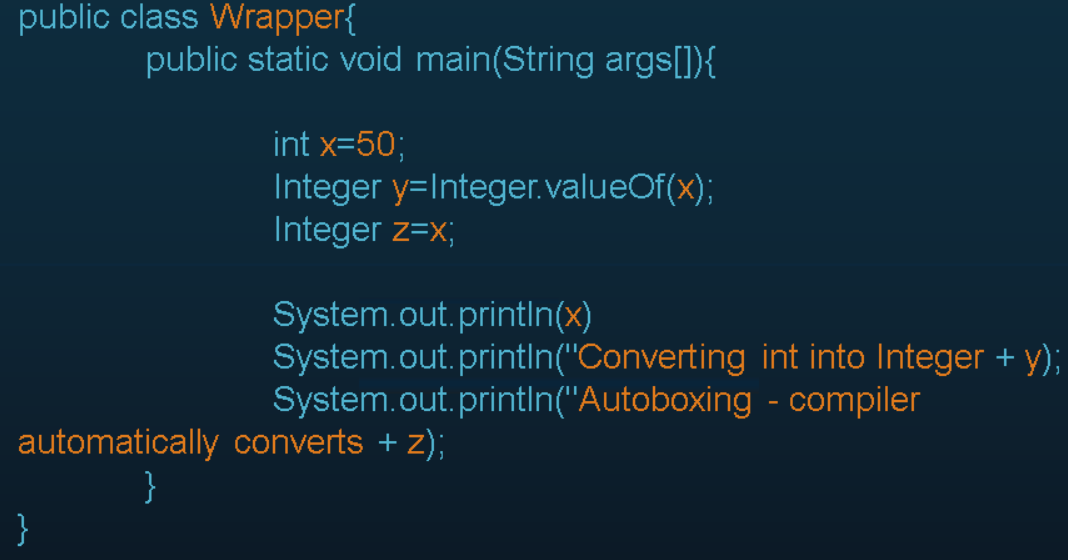 public class Wrapper{
public static void main(String args[]){
int x=50;
Integer y=Integer.valueOf(x);
Integer z=x;
System.out.println(x)
System.out.println("Converting int into Integer + y);
System.out.println("Autoboxing - compiler
automatically converts + z);
}
}